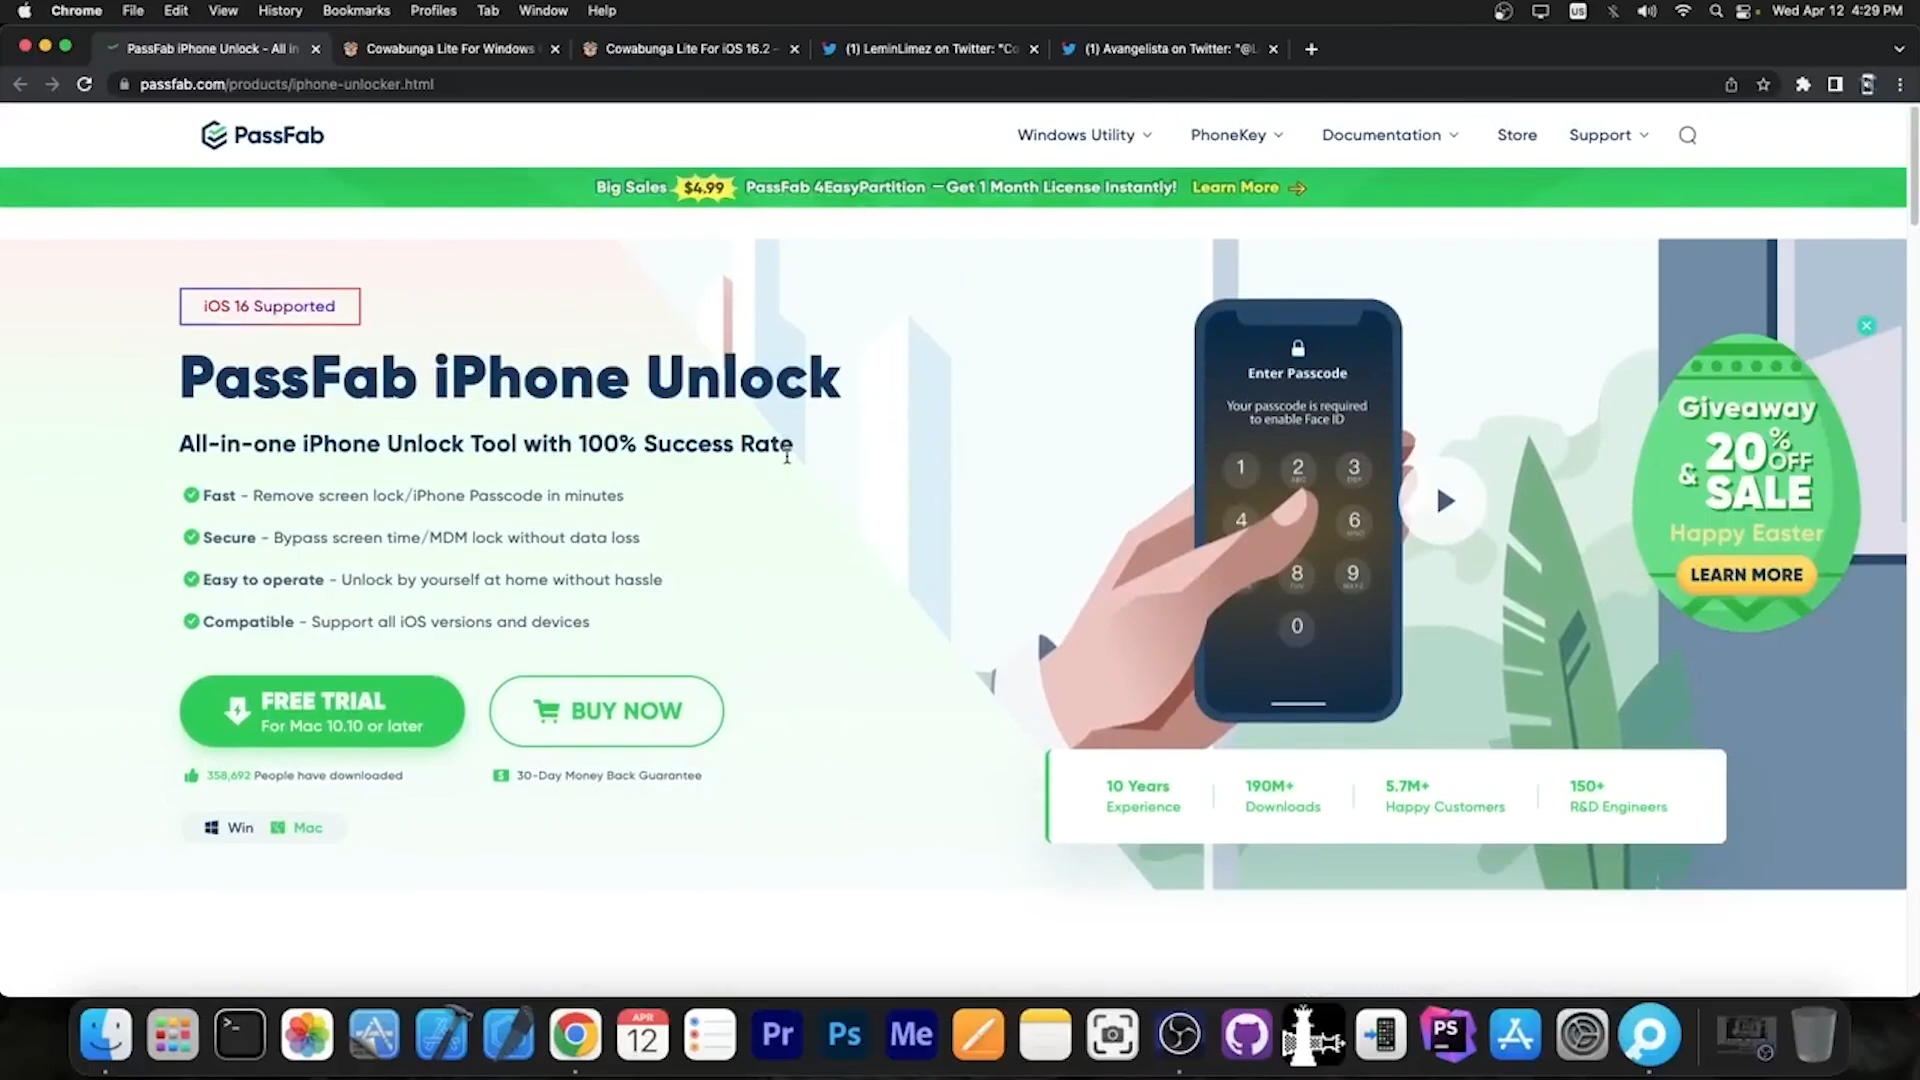 Chrome File Edit View History Bookmarks Profiles Tab Window Help
US
Wed Apr 12 4:29 PM
PassFab iPhone Unlock - All in
Cowabunga Lite For Windows
Cowabunga Lite For iOS 16.2 -
(1) LeminLimez on Twitter: "Co
(1) Avangelista on Twitter: "@L
passfab.com/products/iphone-unlocker.html
PassFab
Windows Utility
PhoneKey
Documentation
Store
Support
Big Sales $4.99 PassFab 4EasyPartition —Get 1 Month License Instantly! Learn More
iOS 16 Supported
PassFab iPhone Unlock
All-in-one iPhone Unlock Tool with 100% Success Rate
Fast - Remove screen lock/iPhone Passcode in minutes
Secure - Bypass screen time/MDM lock without data loss
Easy to operate - Unlock by yourself at home without hassle
Compatible - Support all iOS versions and devices
FREE TRIAL
For Mac 10.10 or later
BUY NOW
358,692 People have downloaded
30-Day Money Back Guarantee
Win
Mac
Enter Passcode
Your passcode is required
to enable Face ID
1 2 3
4 6
8 9
0
Giveaway
& 20% OFF
SALE
Happy Easter
LEARN MORE
10 Years
Experience
190M+
Downloads
5.7M+
Happy Customers
150+
R&D Engineers
APR
12
Pr
Ps
Me
PS